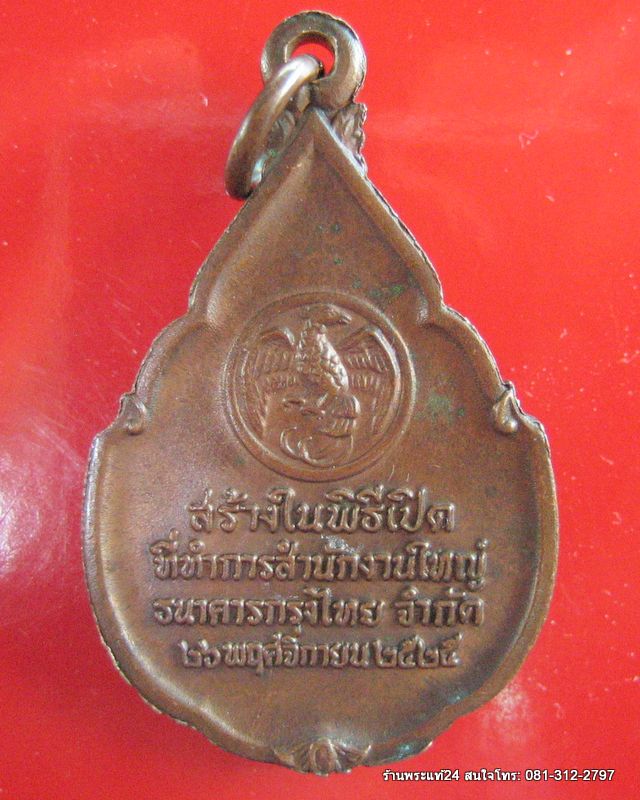 สร้างในพิธีเปิด
ที่ทำการสำนักงานใหญ่
ธนาคารกรุงไทย จำกัด
๒๖ พฤศจิกายน ๒๕๒๕
ร้านพระแท้24 สนใจโทร: 081-312-2797